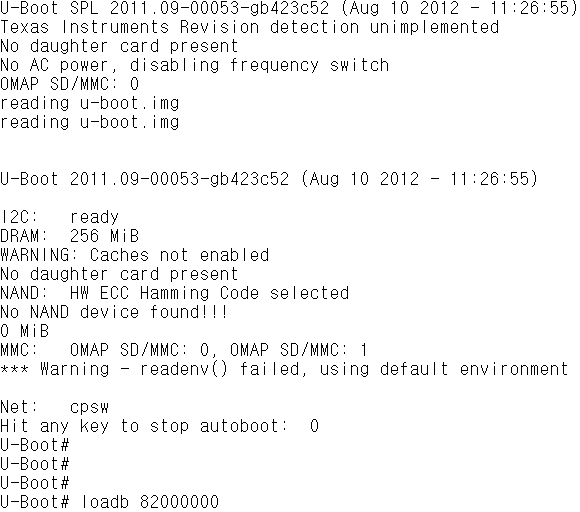 U-Boot SPL 2011.09-00053-gb423c52 (Aug 10 2012 - 11:26:55)
Texas Instruments Revision detection unimplemented
No daughter card present
No AC power, disabling frequency switch
OMAP SD/MMC: 0
reading u-boot.img
reading u-boot.img
U-Boot 2011.09-00053-gb423c52 (Aug 10 2012 - 11:26:55)
I2C:   ready
DRAM:  256 MiB
WARNING: Caches not enabled
No daughter card present
NAND:  HW ECC Hamming Code selected
No NAND device found!!!
0 MiB
MMC:   OMAP SD/MMC: 0, OMAP SD/MMC: 1
*** Warning - readenv() failed, using default environment
Net:   cpsw
Hit any key to stop autoboot:  0
U-Boot#
U-Boot#
U-Boot#
U-Boot# loadb 82000000